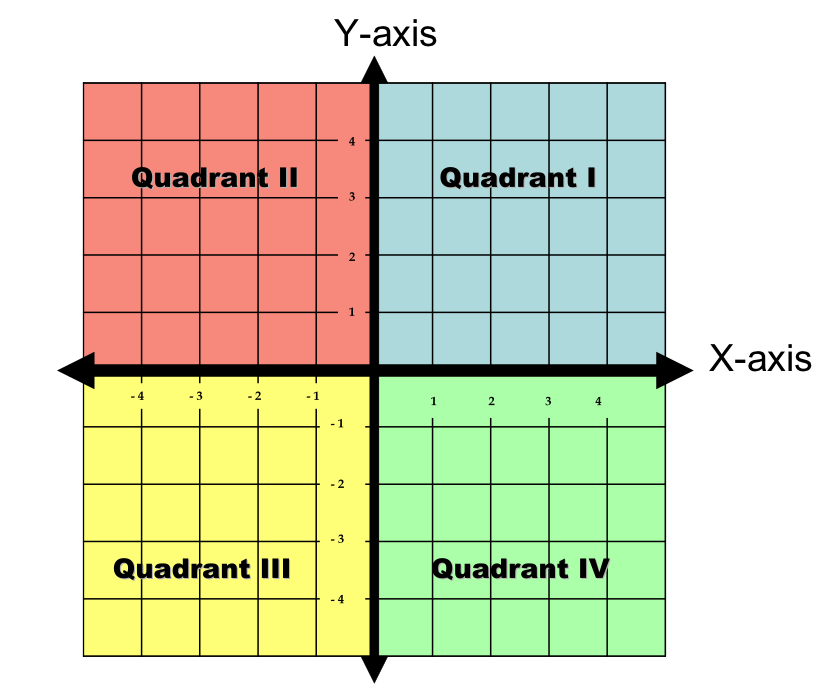 Y-axis
4
Quadrant II Quadrant I
3
2
1
X-axis
- 4 - 3 - 2 - 1 1 2 3 4
- 1
- 2
- 3
Quadrant III Quadrant IV
- 4